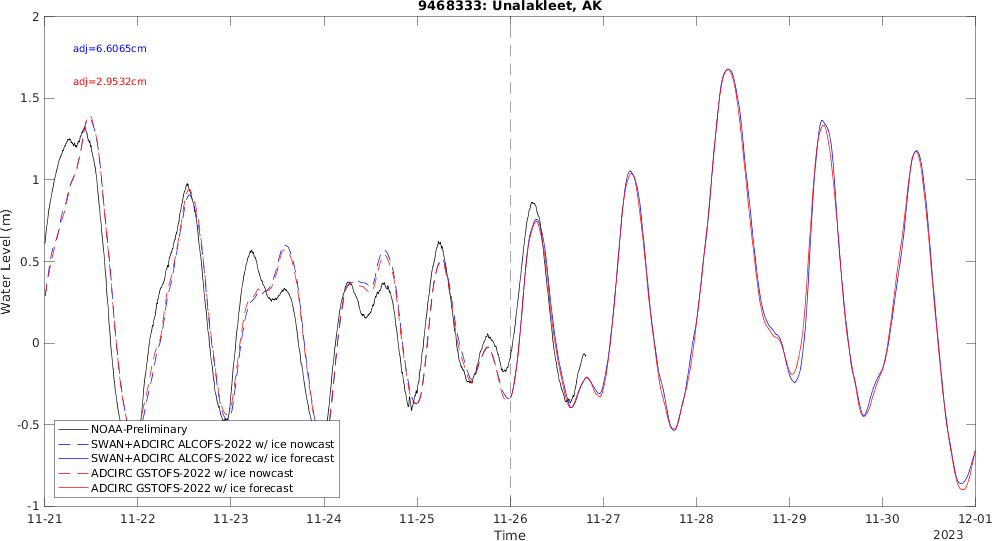 9468333: Unalakleet, AK
adj=6.6065cm
adj=2.9532cm
Water Level (m)
2
1.5
1
0.5
0
-0.5
-1
NOAA-Preliminary
SWAN+ADCIRC ALCOFS-2022 w/ ice nowcast
SWAN+ADCIRC ALCOFS-2022 w/ ice forecast
ADCIRC GSTOFS-2022 w/ ice nowcast
ADCIRC GSTOFS-2022 w/ ice forecast
11-21 11-22 11-23 11-24 11-25 11-26 11-27 11-28 11-29 11-30 12-01
Time
2023